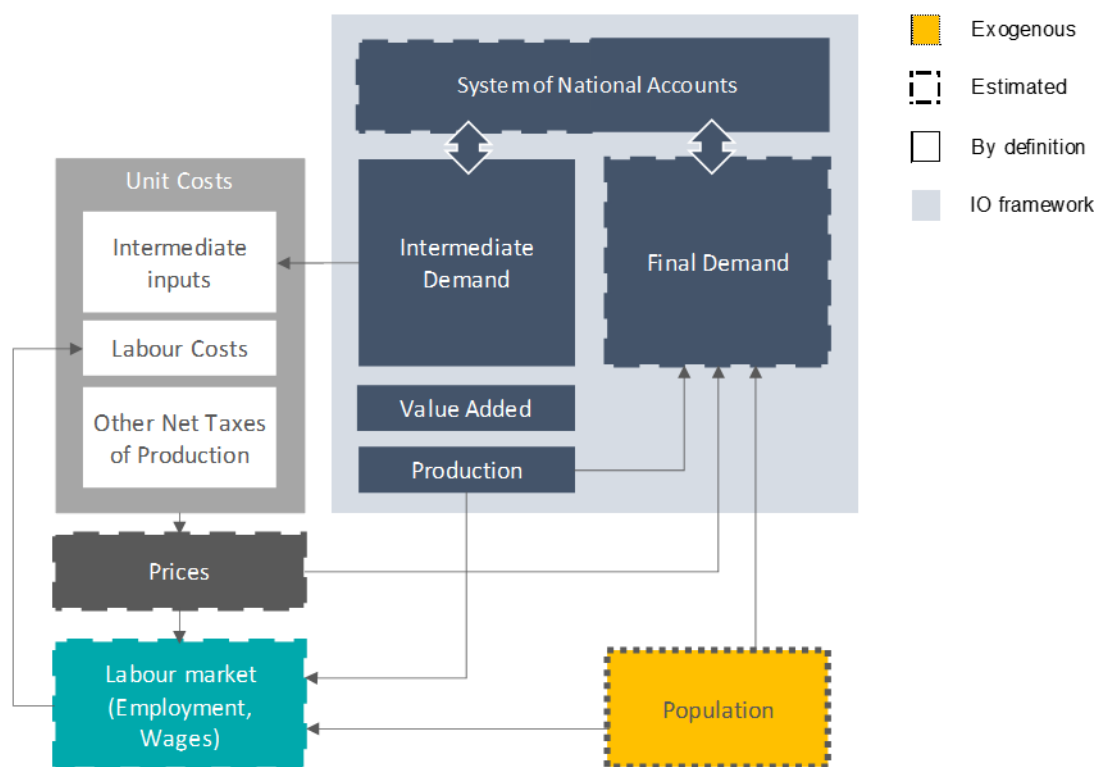 System of National Accounts
Exogenous
Estimated
By definition
IO framework
Unit Costs
Intermediate
inputs
Labour Costs
Other Net Taxes
of Production
Intermediate
Demand
Final Demand
Value Added
Production
Prices
Labour market
(Employment,
Wages)
Population